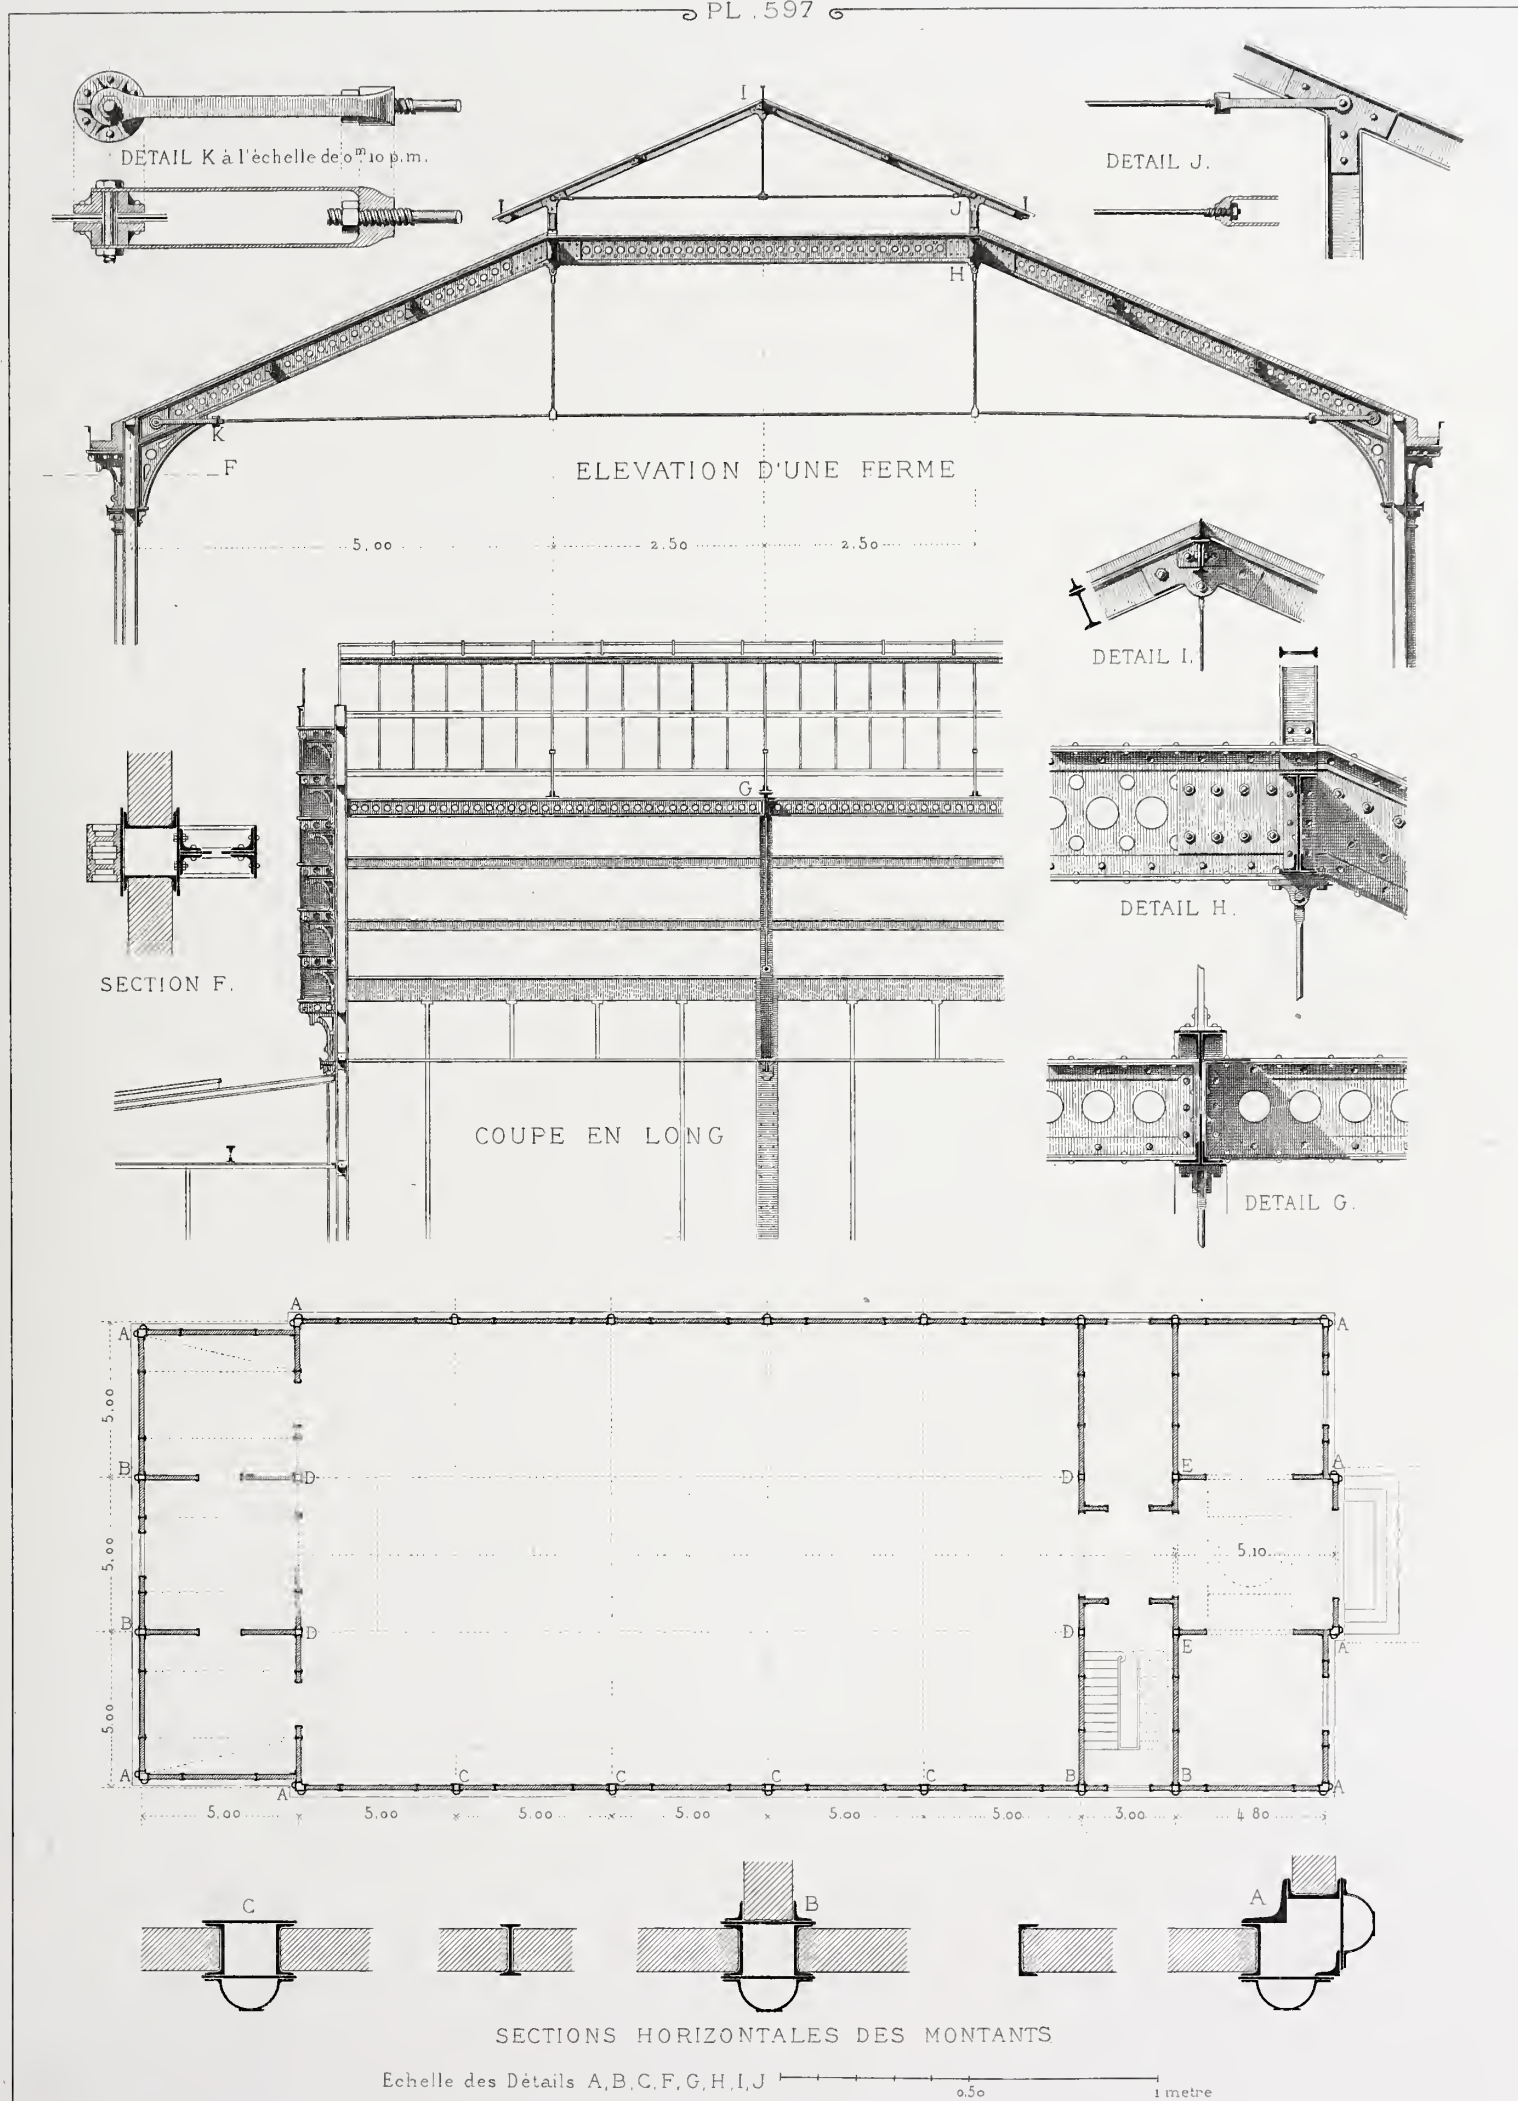 PL. 597
DETAIL K à l'échelle de 0m10 p.m.
I
DETAIL J.
J
H
K
F
ELEVATION D'UNE FERME
5,00
2.50
2.50
DETAIL I.
G
DETAIL H.
SECTION F.
COUPE EN LONG
DETAIL G.
A
A
A
5.00
B
D
D
E
A
5.00
5.10
B
D
D
E
A
5.00
A
A
C
C
C
C
B
B
A
5.00
5.00
5.00
5.00
5.00
5.00
3.00
4 80
C
B
A
SECTIONS HORIZONTALES DES MONTANTS
Echelle des Détails A, B, C, F, G, H, I, J
0.50
1 metre